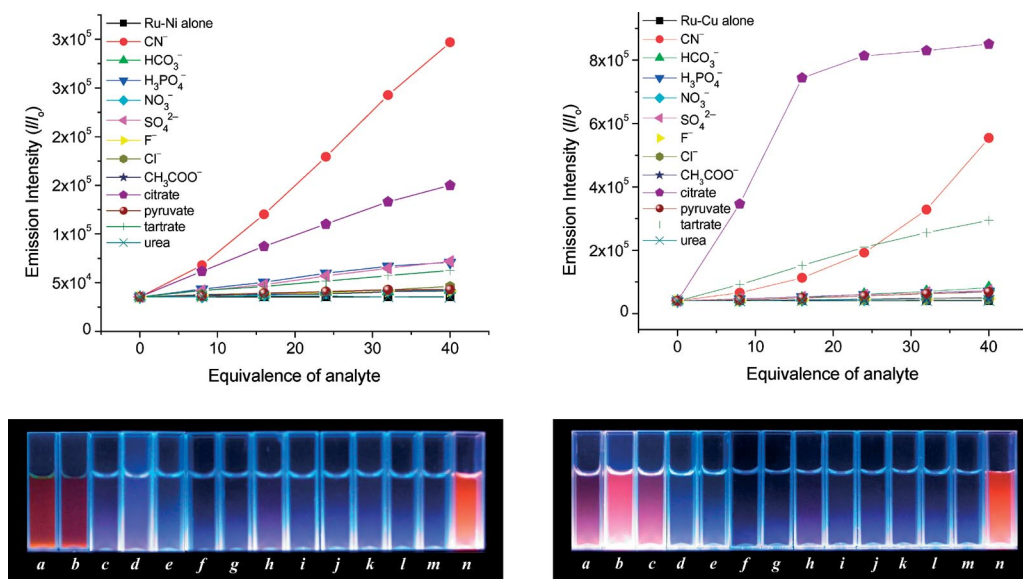 Ru-Ni alone
CN⁻
HCO₃⁻
H₃PO₄⁻
NO₃⁻
SO₄²⁻
F⁻
Cl⁻
CH₃COO⁻
citrate
pyruvate
tartrate
urea
3x10⁵
3x10⁵
2x10⁵
2x10⁵
1x10⁵
5x10⁴
0
Emission Intensity (I/I₀)
0 10 20 30 40
Equivalence of analyte
Ru-Cu alone
CN⁻
HCO₃⁻
H₃PO₄⁻
NO₃⁻
SO₄²⁻
F⁻
Cl⁻
CH₃COO⁻
citrate
pyruvate
tartrate
urea
8x10⁵
6x10⁵
4x10⁵
2x10⁵
0
Emission Intensity (I/I₀)
0 10 20 30 40
Equivalence of analyte
a b c d e f g h i j k l m n
a b c d e f g h i j k l m n